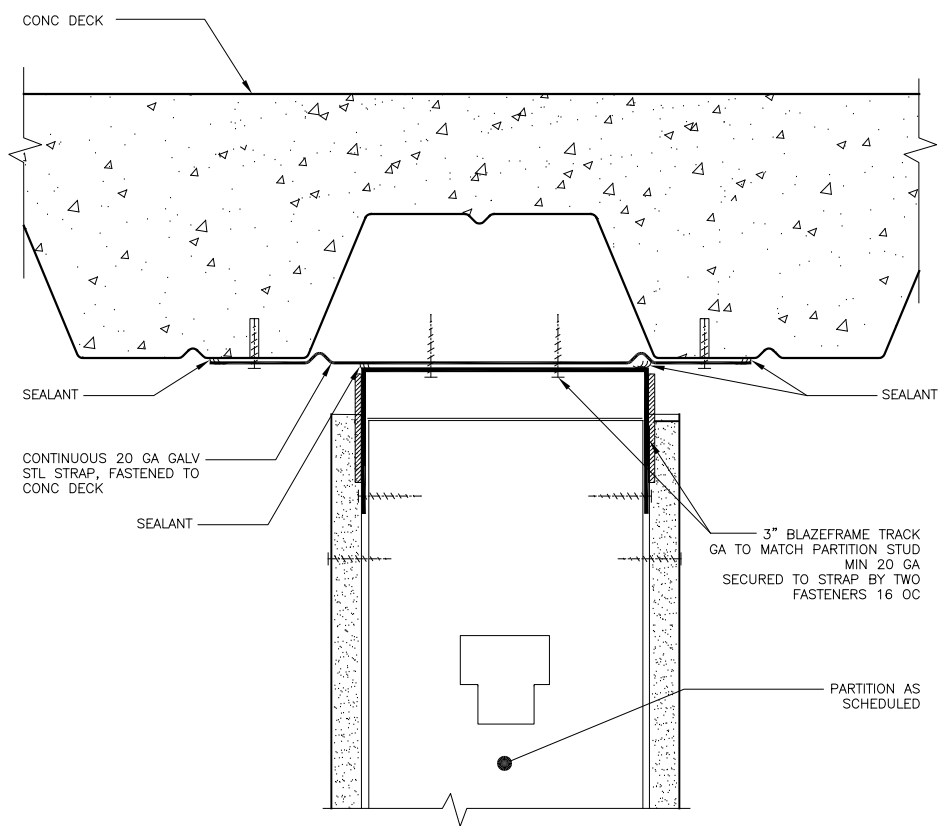 CONC DECK
SEALANT
SEALANT
CONTINUOUS 20 GA GALV
STL STRAP, FASTENED TO
CONC DECK
SEALANT
3" BLAZEFRAME TRACK
GA TO MATCH PARTITION STUD
MIN 20 GA
SECURED TO STRAP BY TWO
FASTENERS 16 OC
PARTITION AS
SCHEDULED